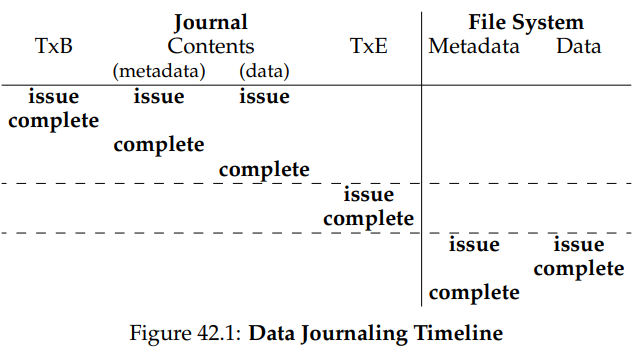 Journal File System
TxB Contents TxE Metadata Data
(metadata) (data)
issue issue issue
complete
complete
complete
issue
complete
issue issue
complete
complete
Figure 42.1: Data Journaling Timeline